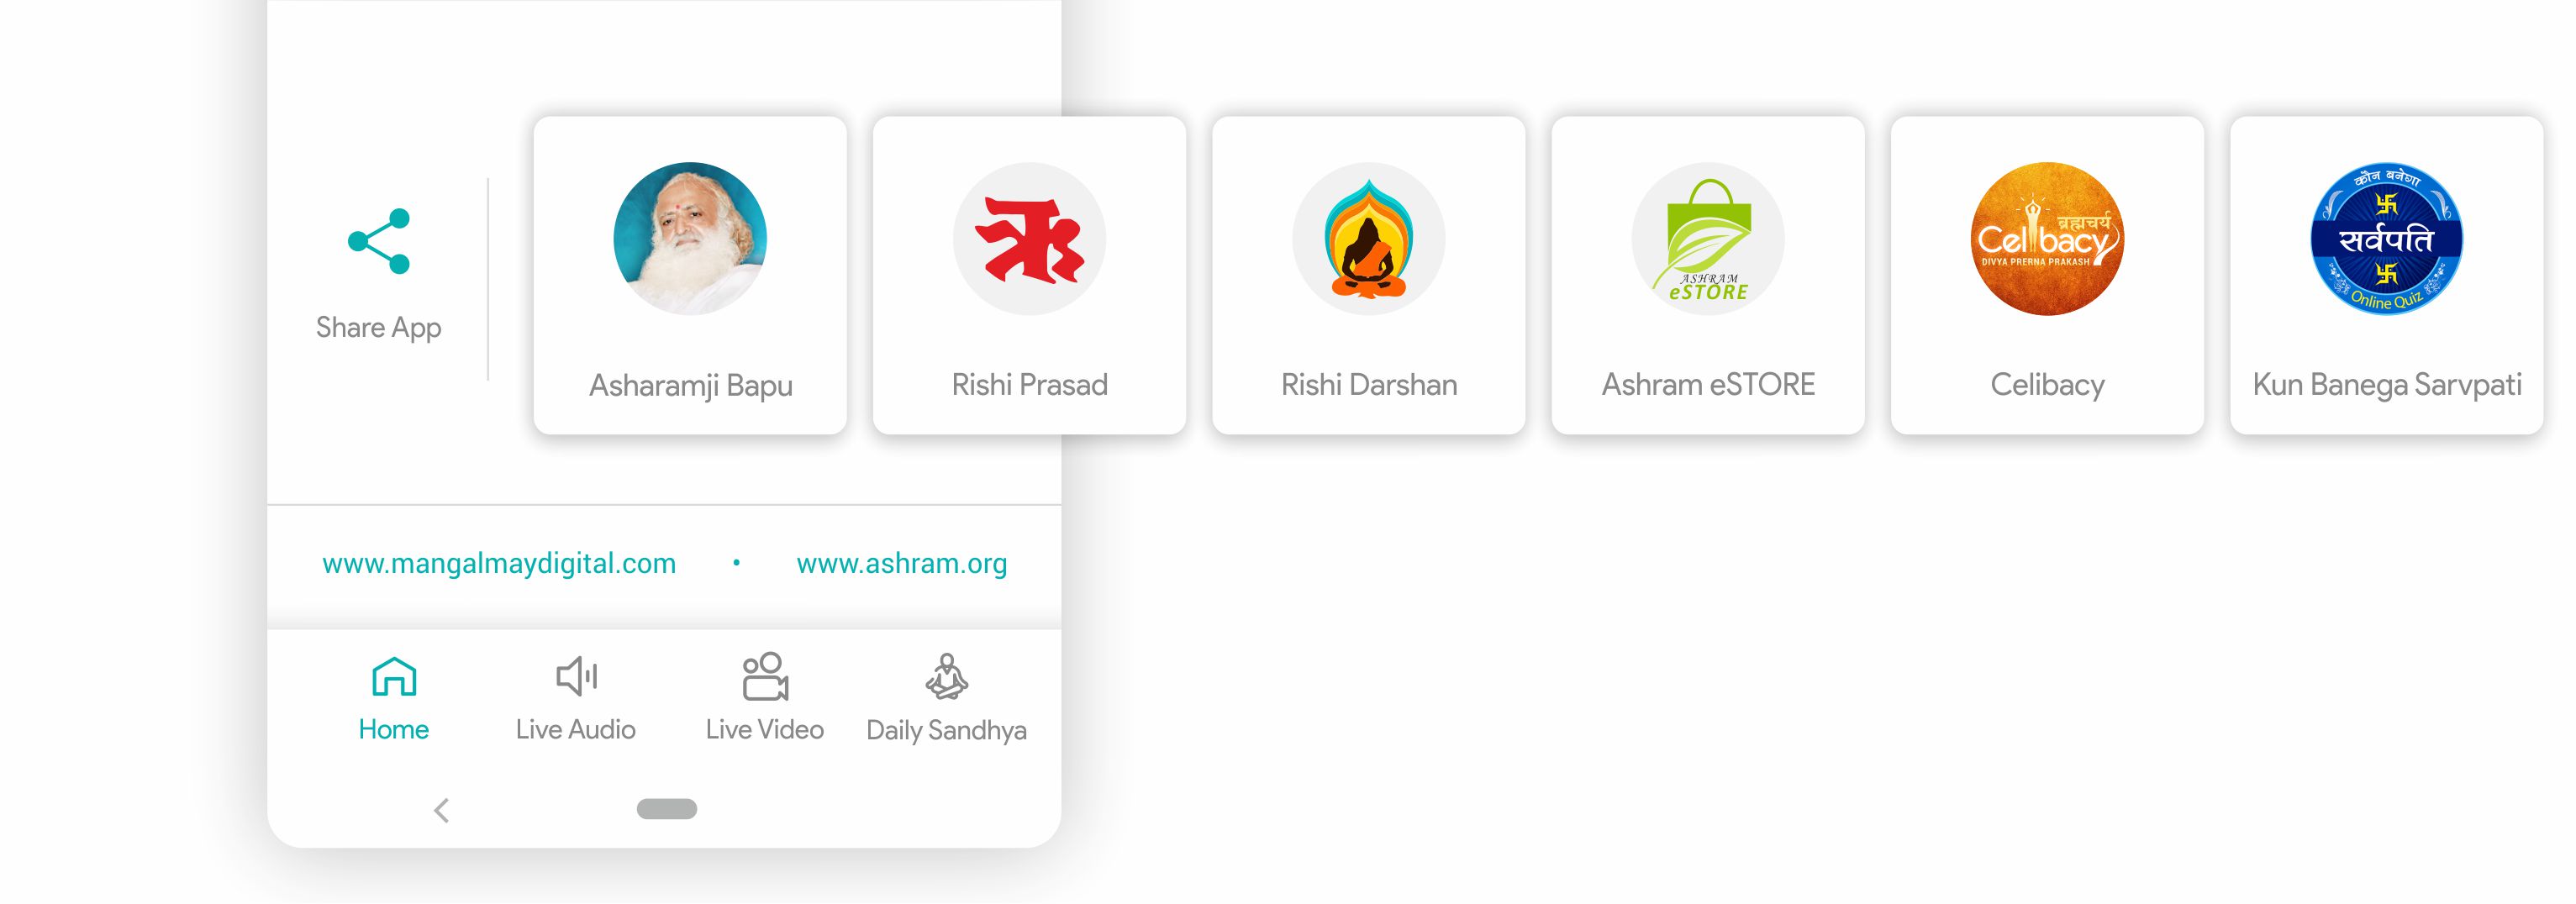 Share App
Asharamji Bapu
ऋ
Rishi Prasad
Rishi Darshan
ASHRAM
eSTORE
Ashram eSTORE
ब्रह्मचर्य
Celibacy
DIVYA PRERNA PRAKASH
Celibacy
कौन बनेगा
सर्वपति
Online Quiz
Kun Banega Sarvpati
www.mangalmaydigital.com • www.ashram.org
Home
Live Audio
Live Video
Daily Sandhya